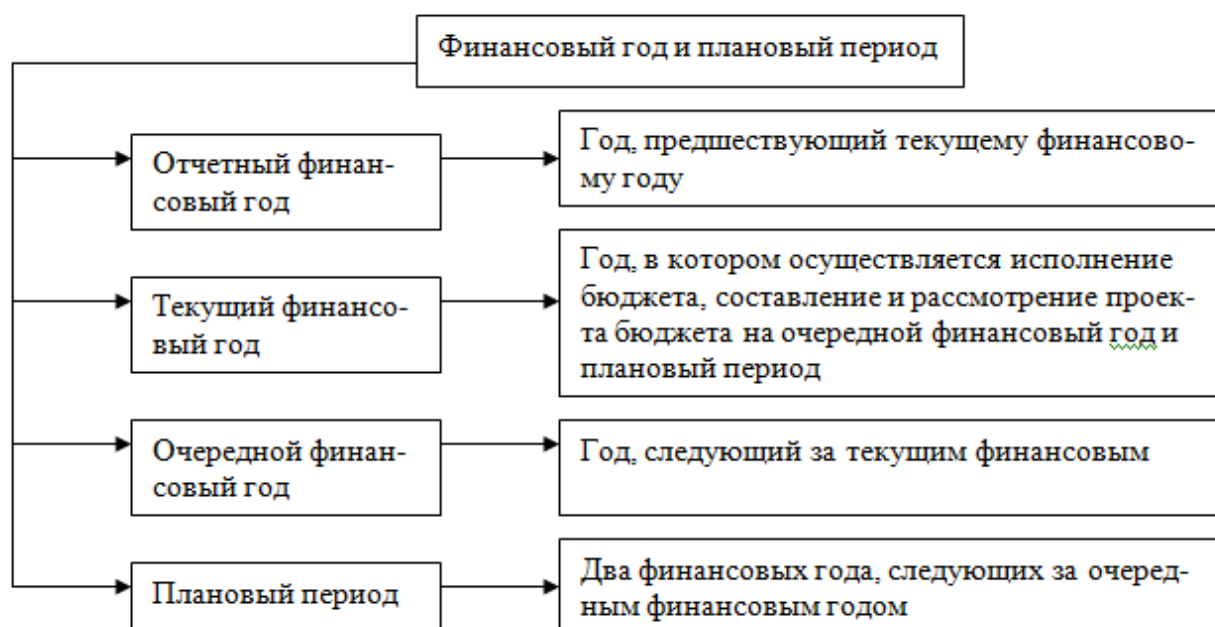 Финансовый год и плановый период
Отчетный финан-
совый год
Год, предшествующий текущему финансово-
му году
Текущий финансо-
вый год
Год, в котором осуществляется исполнение
бюджета, составление и рассмотрение проек-
та бюджета на очередной финансовый год и
плановый период
Очередной финан-
совый год
Год, следующий за текущим финансовым
Плановый период
Два финансовых года, следующих за очеред-
ным финансовым годом